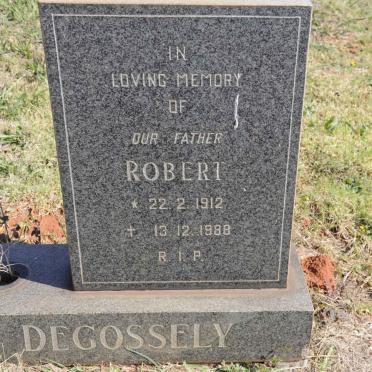 IN
LOVING MEMORY
OF
OUR FATHER
ROBERT
* 22.2.1912
+ 13.12.1988
R.I.P.
DEGOSSELY